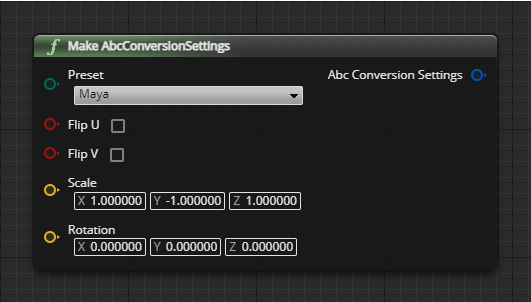 f Make AbcConversionSettings
Preset
Abc Conversion Settings
Maya
Flip U
Flip V
Scale
X 1.000000 Y -1.000000 Z 1.000000
Rotation
X 0.000000 Y 0.000000 Z 0.000000